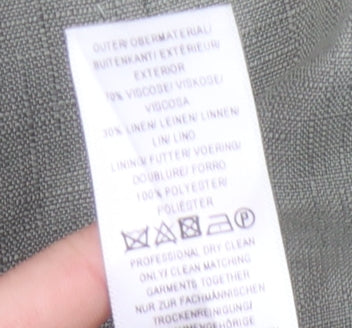 OUTER/ OBERMATERIAL/
BUITENKANT/ EXTÉRIEUR/
EXTERIOR
70% VISCOSE/ VISKOSE/
VISCOSA
30% LINEN/ LEINEN/ LINNEN/
LIN/ LINO
LINING/ FUTTER/ VOERING/
DOUBLURE/ FORRO
100% POLYESTER/
POLIÉSTER
P
PROFESSIONAL DRY CLEAN
ONLY/ CLEAN MATCHING
GARMENTS TOGETHER
NUR ZUR FACHMÄNNISCHEN
TROCKENREINIGUNG/